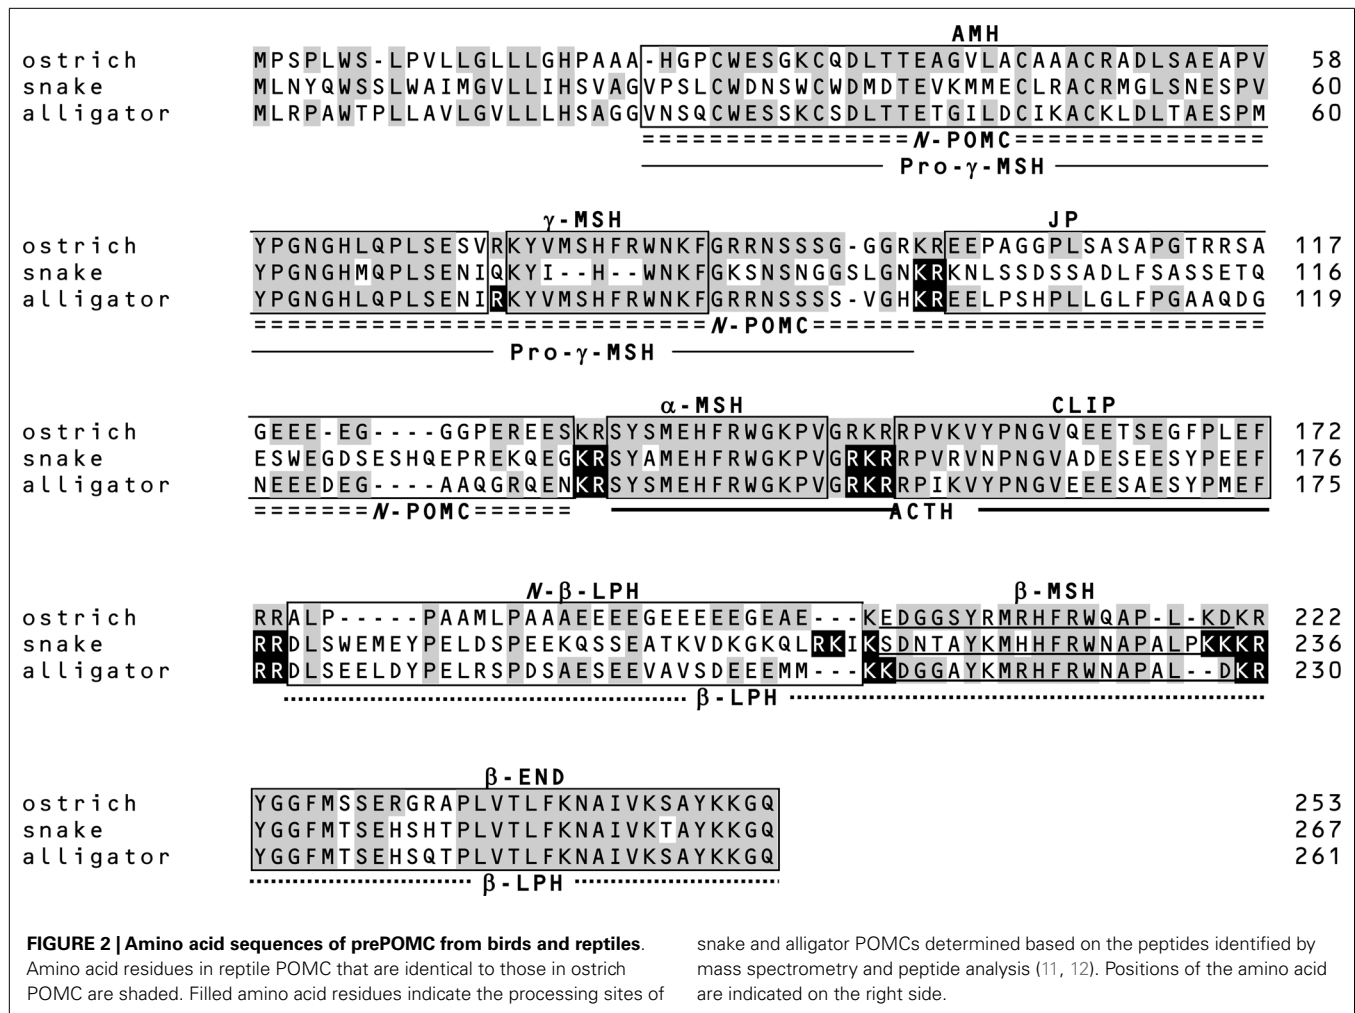 AMH
ostrich MPSPLWS-LPVLLGLLLGHPAAA-HGPCWESGKCQDLTTEAGVLACAAACRADLSAEAPV 58
snake MLNYQWSSLWAIMGVLLIHSVAGVPSLCWDNSWCWDMDTEVKMMECLRACRMGLSNESPV 60
alligator MLRPAWTPLLAVLGVLLLHSAGGVNSQCWESSKCSDLTTETGILDCIKACKLDLTAESPM 60
================N-POMC===============
Pro-γ-MSH
γ-MSH JP
ostrich YPGNGHLQPLSESVRKYVMSHFRWNKFGRRNSSSG-GGRKREEPAGGPLSASAPGTRRSA 117
snake YPGNGHMQPLSENIQKYI--H--WNKFGKSNSNGGSLGNKRKNLSSDSSADLFSASSETQ 116
alligator YPGNGHLQPLSENIRKYVMSHFRWNKFGRRNSSSS-VGHKREELPSHPLLGLFPGAAQDG 119
===========================N-POMC===========================
Pro-γ-MSH
α-MSH CLIP
ostrich GEEE-EG----GGPEREESKRSYSMEHFRWGKPVGRKRRPVKVYPNGVQEETSEGFPLEF 172
snake ESWEGDSESHQEPREKQEGKRSYAMEHFRWGKPVGRKRRPVRVNPNGVADESEESYPEEF 176
alligator NEEEDEG----AAQGRQENKRSYSMEHFRWGKPVGRKRRPIKVYPNGVEEESAESYPMEF 175
=======N-POMC====== ACTH
N-β-LPH β-MSH
ostrich RRALP-----PAAMLPAAAEEEEGEEEEEGEAE---KEDGGSYRMRHFRWQAP-L-KDKR 222
snake RRDLSWEMEYPELDSPEEKQSSEATKVDKGKQLRKIKSDNTAYKMHHFRWNAPALPKKKR 236
alligator RRDLSEELDYPELRSPDSAESEEVAVSDEEEMM---KKDGGAYKMRHFRWNAPAL--DKR 230
β-LPH
β-END
ostrich YGGFMSSERGRAPLVTLFKNAIVKSAYKKGQ 253
snake YGGFMTSEHSHTPLVTLFKNAIVKTAYKKGQ 267
alligator YGGFMTSEHSQTPLVTLFKNAIVKSAYKKGQ 261
β-LPH
FIGURE 2 | Amino acid sequences of prePOMC from birds and reptiles.
Amino acid residues in reptile POMC that are identical to those in ostrich
POMC are shaded. Filled amino acid residues indicate the processing sites of
snake and alligator POMCs determined based on the peptides identified by
mass spectrometry and peptide analysis (11, 12). Positions of the amino acid
are indicated on the right side.